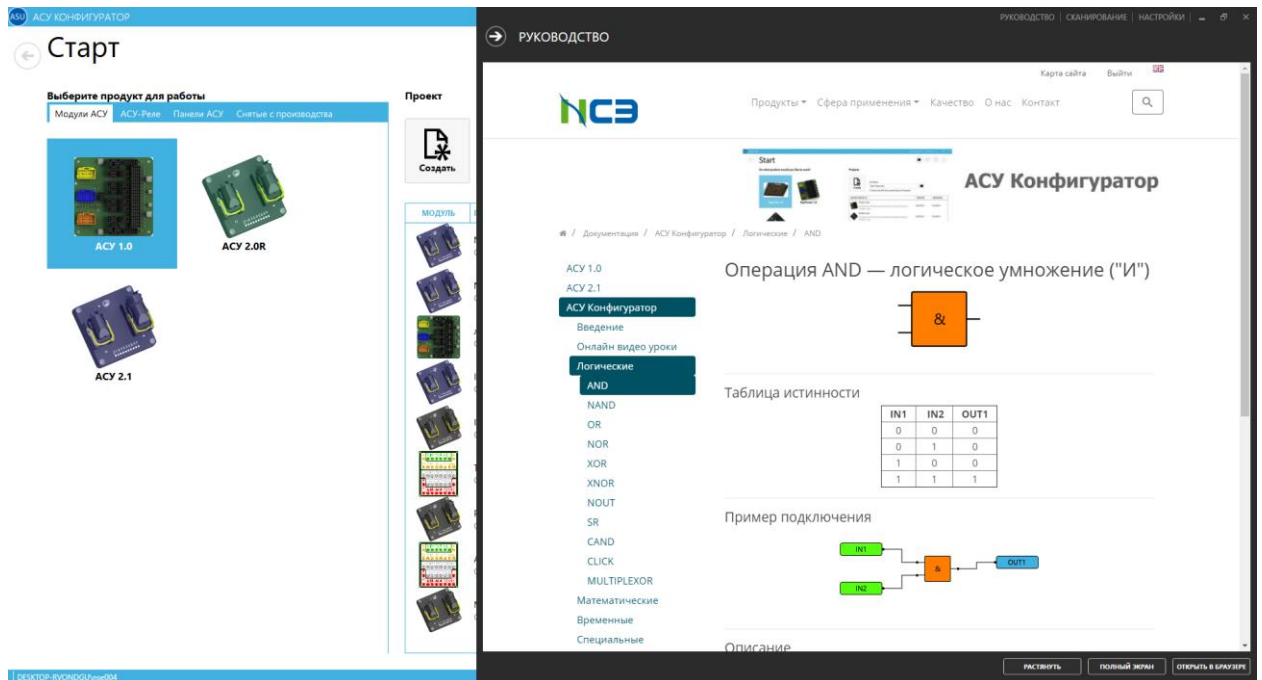 ASU АСУ КОНФИГУРАТОР
Старт
Выберите продукт для работы
Модули АСУ АСУ-Реле Панели АСУ Снятые с производства
АСУ 1.0
АСУ 2.0R
АСУ 2.1
Проект
Создать
МОДУЛЬ
DESKTOP-RVONDGU\nse004
РУКОВОДСТВО | СКАНИРОВАНИЕ | НАСТРОЙКИ |
РУКОВОДСТВО
Карта сайта Выйти
НСЭ
Продукты Сфера применения Качество О нас Контакт
Start
АСУ Конфигуратор
/ Документация / АСУ Конфигуратор / Логические / AND
АСУ 1.0
АСУ 2.1
АСУ Конфигуратор
Введение
Онлайн видео уроки
Логические
AND
NAND
OR
NOR
XOR
XNOR
NOUT
SR
CAND
CLICK
MULTIPLEXOR
Математические
Временные
Специальные
Операция AND — логическое умножение ("И")
&
Таблица истинности
IN1 IN2 OUT1
0 0 0
0 1 0
1 0 0
1 1 1
Пример подключения
IN1
&
OUT1
IN2
Описание
РАСТЯНУТЬ ПОЛНЫЙ ЭКРАН ОТКРЫТЬ В БРАУЗЕРЕ